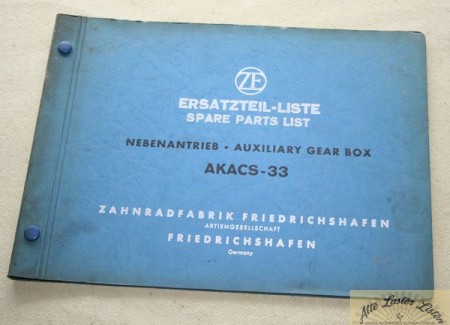 ZF
ERSATZTEIL-LISTE
SPARE PARTS LIST
NEBENANTRIEB • AUXILIARY GEAR BOX
AKACS-33
ZAHNRADFABRIK FRIEDRICHSHAFEN
AKTIENGESELLSCHAFT
FRIEDRICHSHAFEN
Germany
Alte Laster Listen